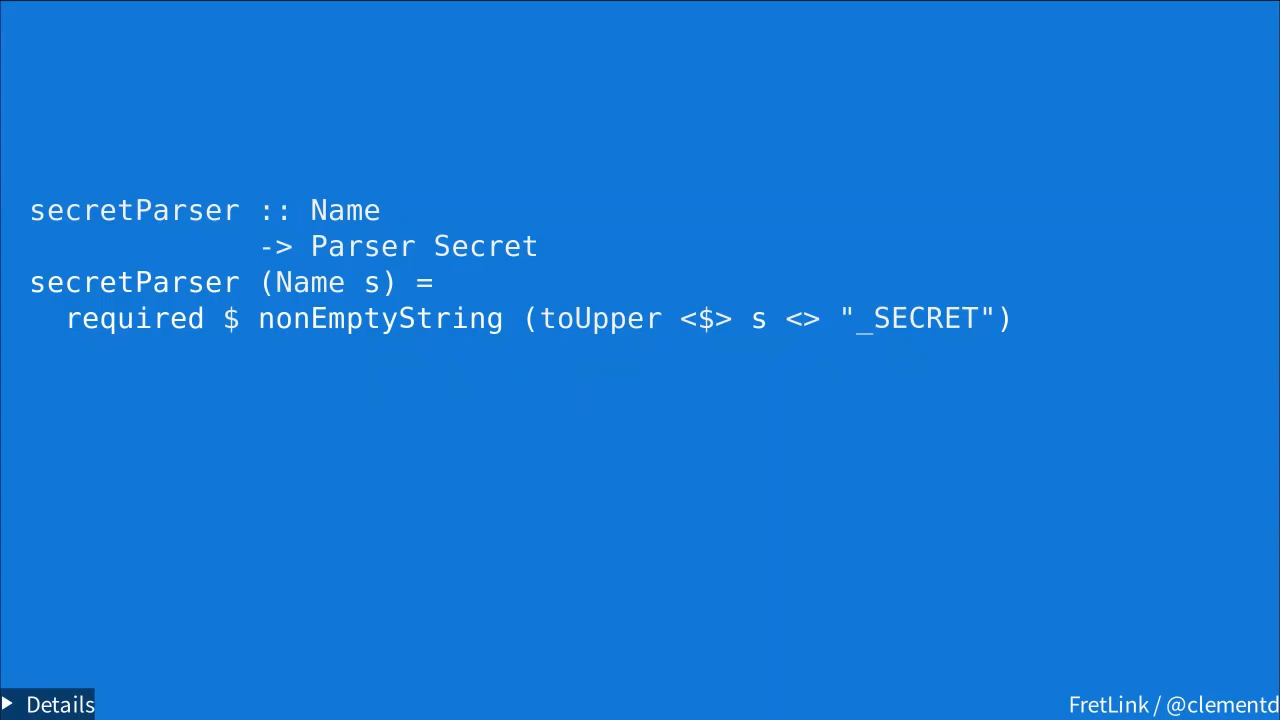 secretParser :: Name
             -> Parser Secret
secretParser (Name s) =
  required $ nonEmptyString (toUpper <$> s <> "_SECRET")
▶ Details
FretLink / @clementd